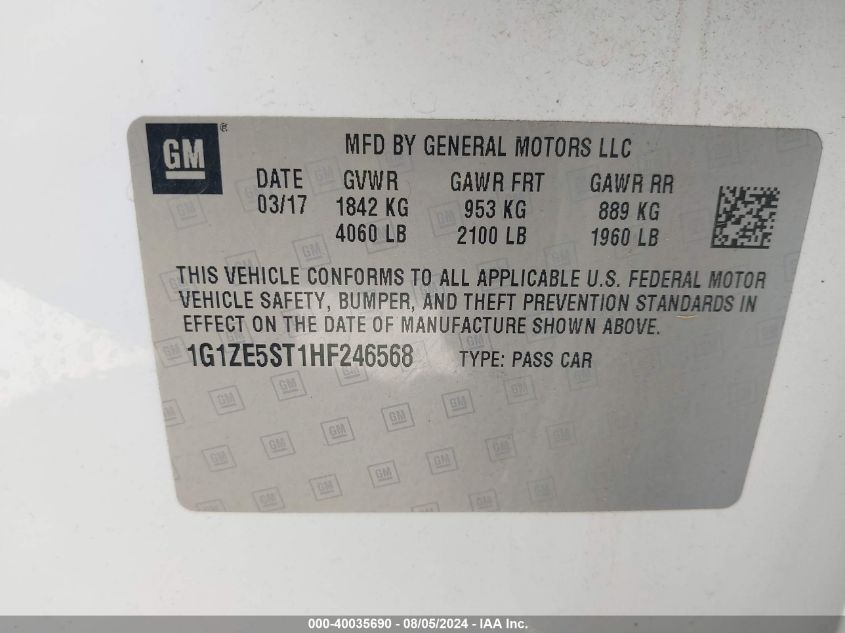 GM ®
MFD BY GENERAL MOTORS LLC
DATE GVWR GAWR FRT GAWR RR
03/17 1842 KG 953 KG 889 KG
4060 LB 2100 LB 1960 LB
THIS VEHICLE CONFORMS TO ALL APPLICABLE U.S. FEDERAL MOTOR
VEHICLE SAFETY, BUMPER, AND THEFT PREVENTION STANDARDS IN
EFFECT ON THE DATE OF MANUFACTURE SHOWN ABOVE.
1G1ZE5ST1HF246568 TYPE: PASS CAR
000-40035690 - 08/05/2024 - IAA Inc.